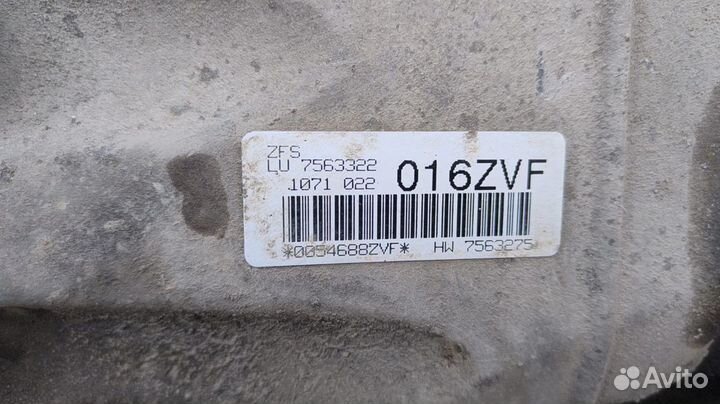 ZFS
LU 7563322
1071 022
016ZVF
*0054688ZVF* HW 7563275
Avito